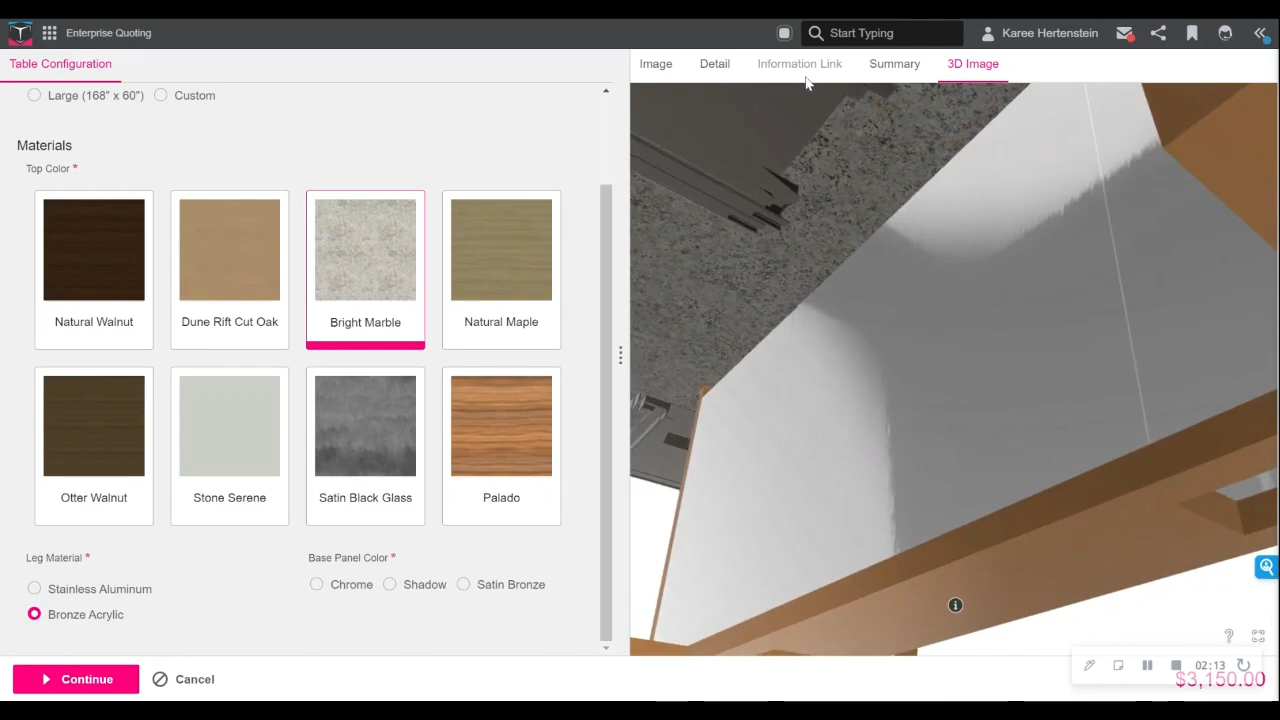 Enterprise Quoting
Start Typing
Karee Hertenstein
Table Configuration
Image
Detail
Information Link
Summary
3D Image
Large (168" x 60")
Custom
Materials
Top Color *
Natural Walnut
Dune Rift Cut Oak
Bright Marble
Natural Maple
Otter Walnut
Stone Serene
Satin Black Glass
Palado
Leg Material *
Base Panel Color *
Stainless Aluminum
Chrome
Shadow
Satin Bronze
Bronze Acrylic
Continue
Cancel
02:13
$3,150.00